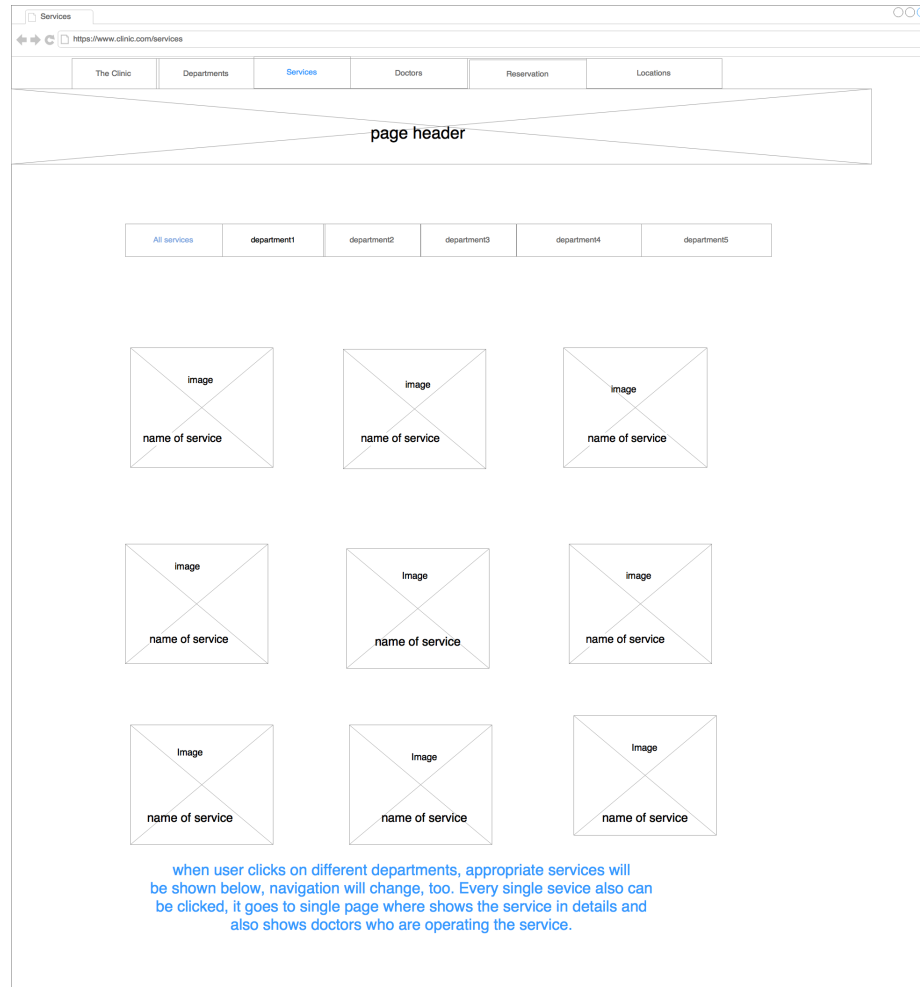 Services
https://www.clinic.com/services
The Clinic Departments Services Doctors Reservation Locations
page header
All services department1 department2 department3 department4 department5
image image image
name of service name of service name of service
image Image image
name of service name of service name of service
Image Image Image
name of service name of service name of service
when user clicks on different departments, appropriate services will
be shown below, navigation will change, too. Every single sevice also can
be clicked, it goes to single page where shows the service in details and
also shows doctors who are operating the service.